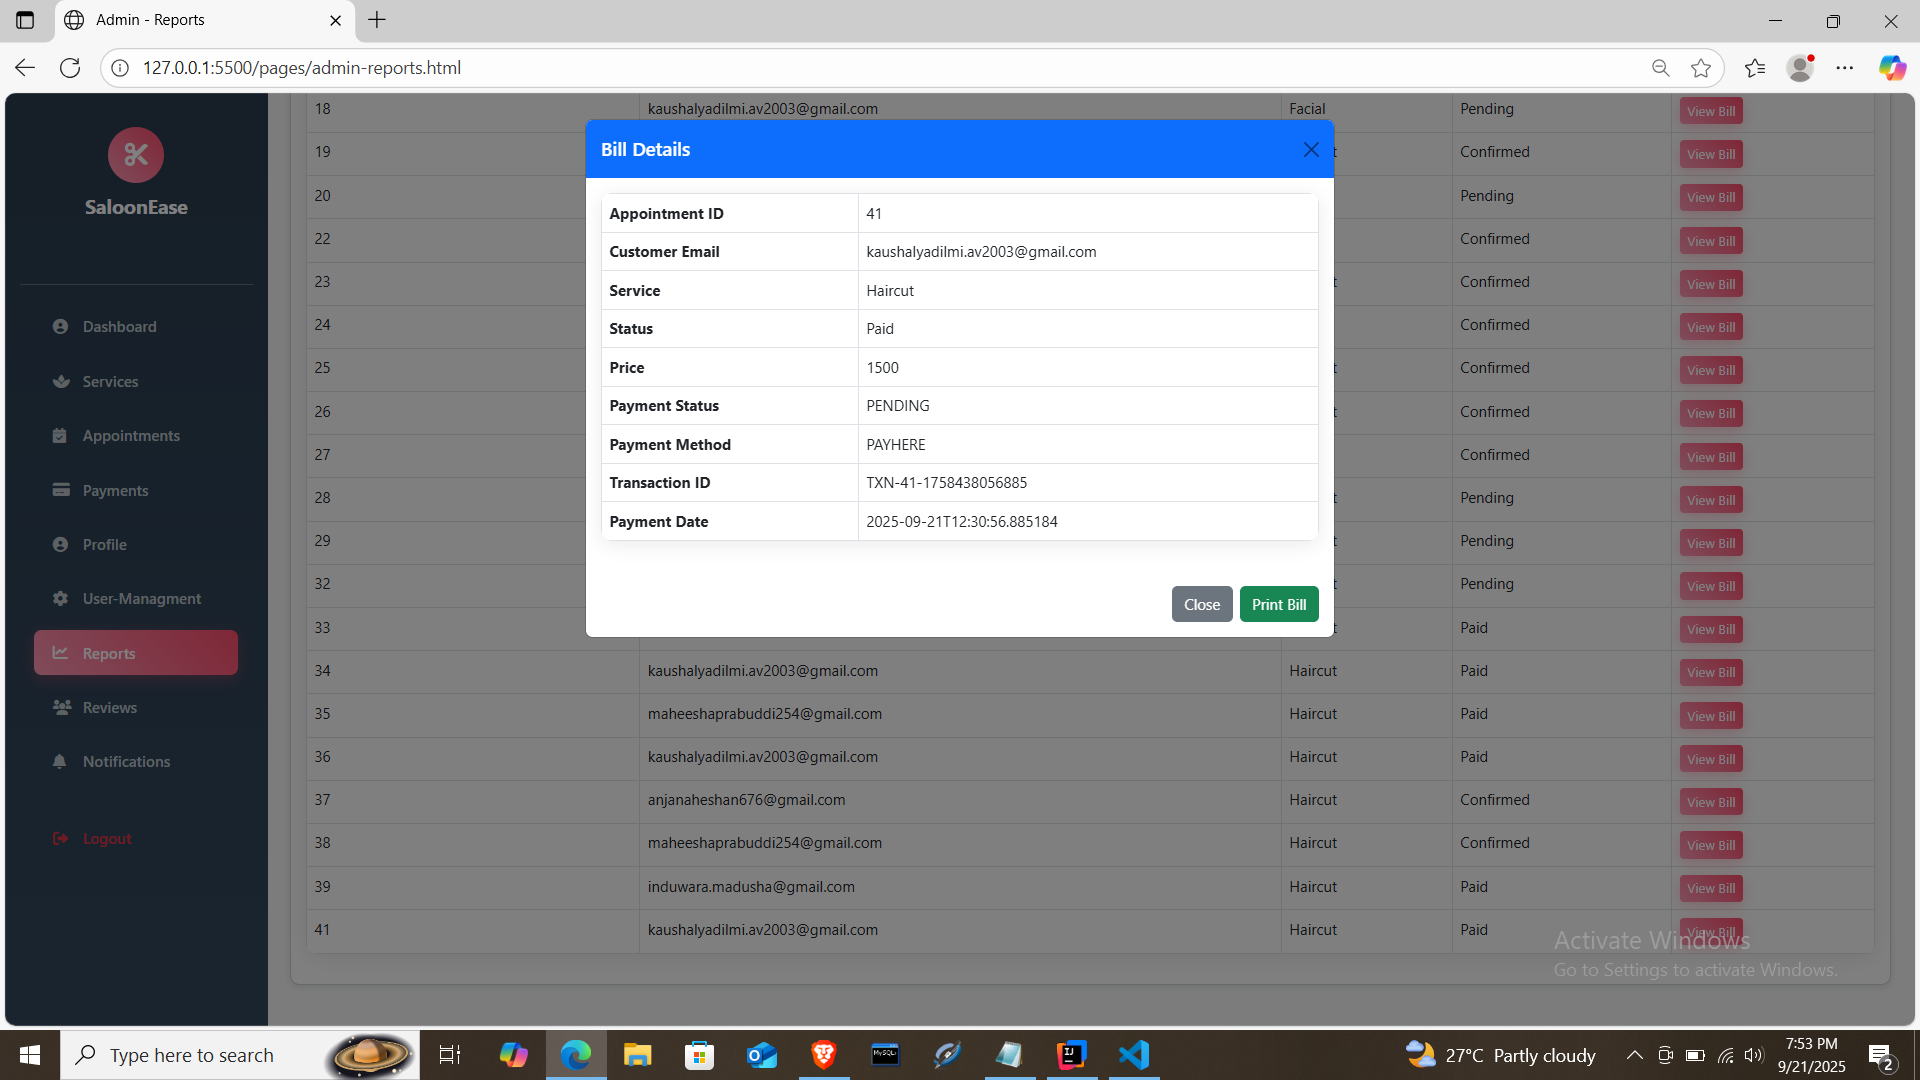 Admin - Reports
127.0.0.1:5500/pages/admin-reports.html
SaloonEase
Dashboard
Services
Appointments
Payments
Profile
User-Managment
Reports
Reviews
Notifications
Logout
18 kaushalyadilmi.av2003@gmail.com Facial Pending View Bill
19 Confirmed View Bill
20 Pending View Bill
22 Confirmed View Bill
23 Confirmed View Bill
24 Confirmed View Bill
25 Confirmed View Bill
26 Confirmed View Bill
27 Confirmed View Bill
28 Pending View Bill
29 Pending View Bill
32 Pending View Bill
33 Paid View Bill
34 kaushalyadilmi.av2003@gmail.com Haircut Paid View Bill
35 maheeshaprabuddi254@gmail.com Haircut Paid View Bill
36 kaushalyadilmi.av2003@gmail.com Haircut Paid View Bill
37 anjanaheshan676@gmail.com Haircut Confirmed View Bill
38 maheeshaprabuddi254@gmail.com Haircut Confirmed View Bill
39 induwara.madusha@gmail.com Haircut Paid View Bill
41 kaushalyadilmi.av2003@gmail.com Haircut Paid View Bill
Bill Details
Appointment ID 41
Customer Email kaushalyadilmi.av2003@gmail.com
Service Haircut
Status Paid
Price 1500
Payment Status PENDING
Payment Method PAYHERE
Transaction ID TXN-41-1758438056885
Payment Date 2025-09-21T12:30:56.885184
Close Print Bill
Activate Windows
Go to Settings to activate Windows.
Type here to search
27°C Partly cloudy
7:53 PM
9/21/2025
2